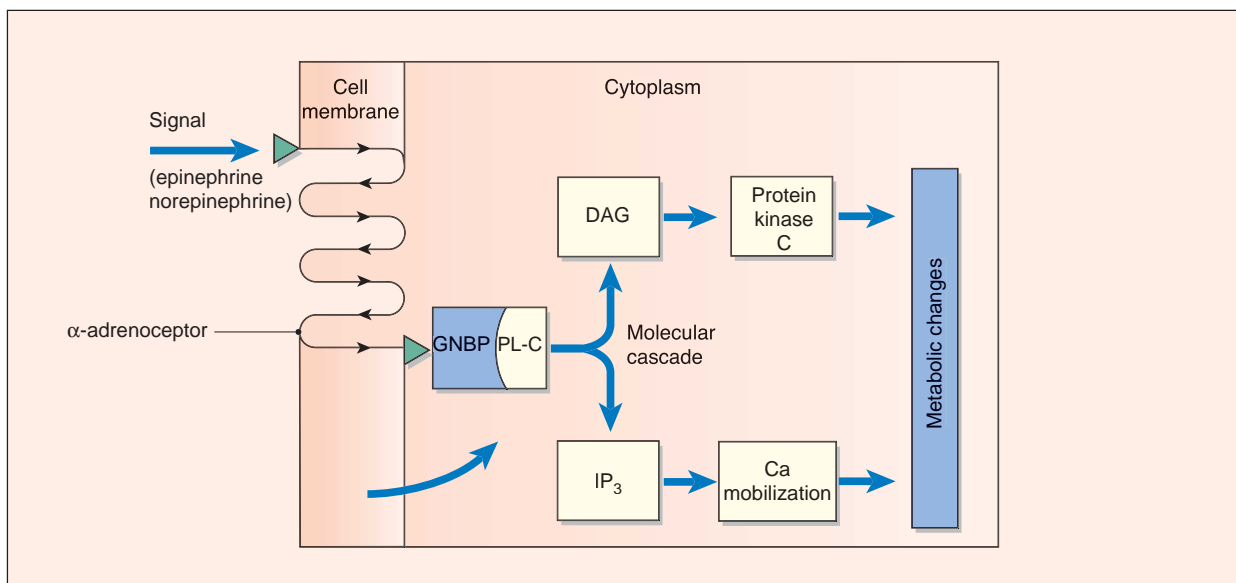 Cell
membrane
Cytoplasm
Signal
(epinephrine
norepinephrine)
α-adrenoceptor
GNBP
PL-C
Molecular
cascade
DAG
Protein
kinase
C
IP₃
Ca
mobilization
Metabolic changes